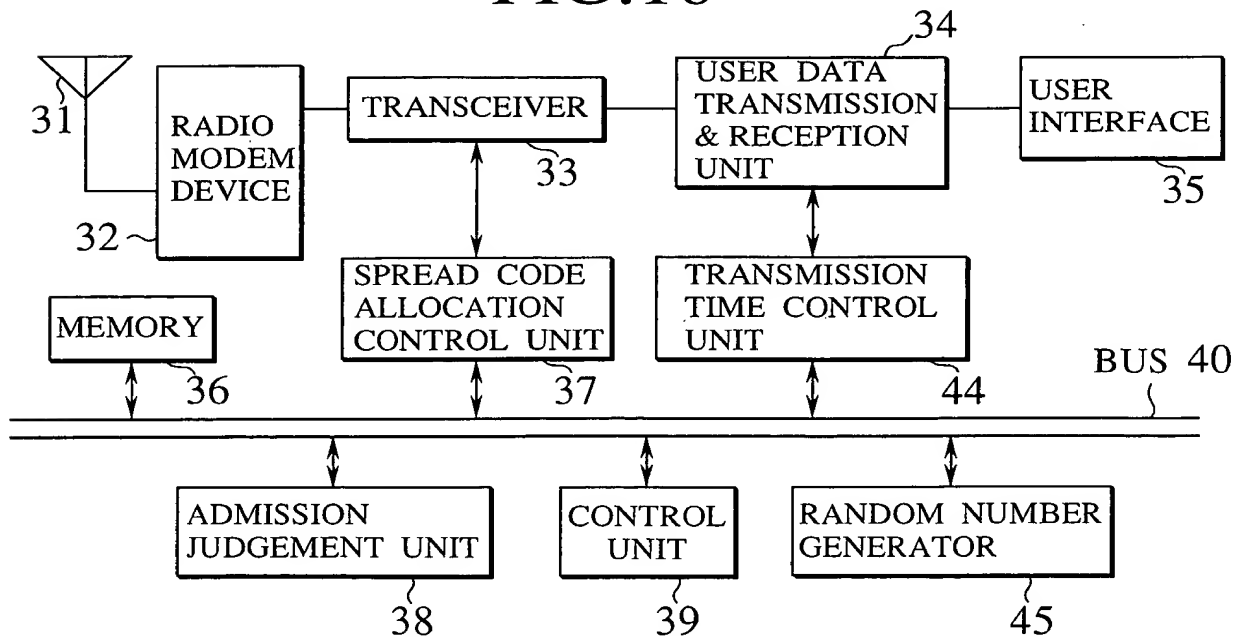 34
31
RADIO
MODEM
DEVICE
32
TRANSCEIVER
33
USER DATA
TRANSMISSION
& RECEPTION
UNIT
USER
INTERFACE
35
MEMORY
36
SPREAD CODE
ALLOCATION
CONTROL UNIT
37
TRANSMISSION
TIME CONTROL
UNIT
44
BUS 40
ADMISSION
JUDGEMENT UNIT
38
CONTROL
UNIT
39
RANDOM NUMBER
GENERATOR
45